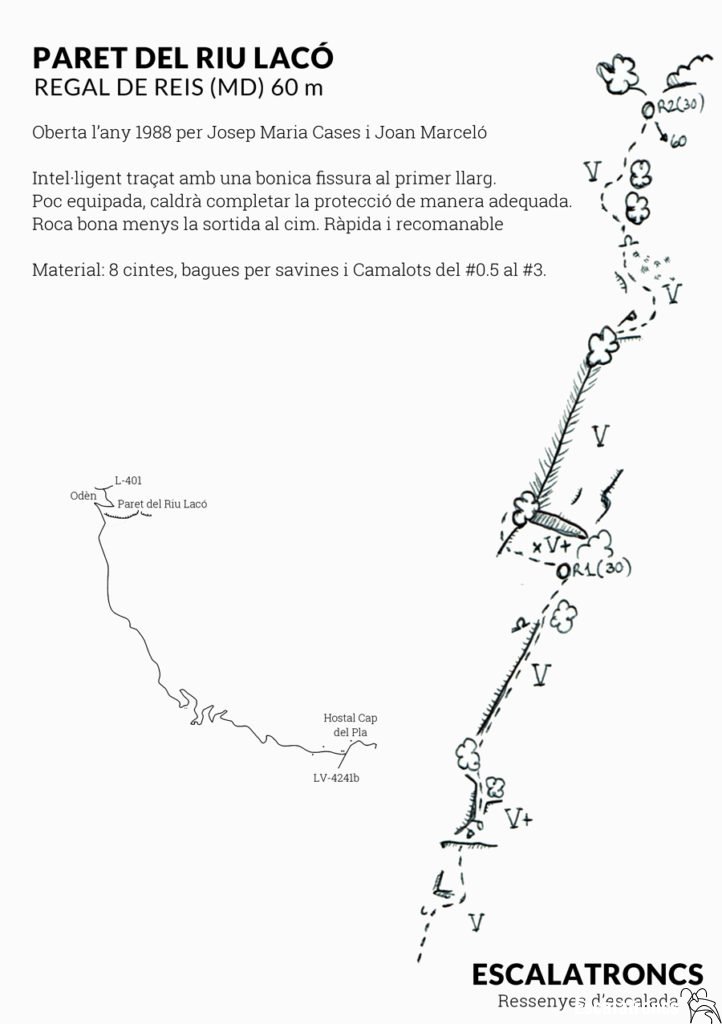 PARET DEL RIU LACÓ
REGAL DE REIS (MD) 60 m
Oberta l’any 1988 per Josep Maria Cases i Joan Marceló
Intel·ligent traçat amb una bonica fissura al primer llarg.
Poc equipada, caldrà completar la protecció de manera adequada.
Roca bona menys la sortida al cim. Ràpida i recomanable
Material: 8 cintes, bagues per savines i Camalots del #0.5 al #3.
R2(30)
60
V
V
V
V+
R1(30)
V
V+
V
L-401
Odèn
Paret del Riu Lacó
Hostal Cap
del Pla
LV-4241b
ESCALATRONCS
Ressenyes d’escalada